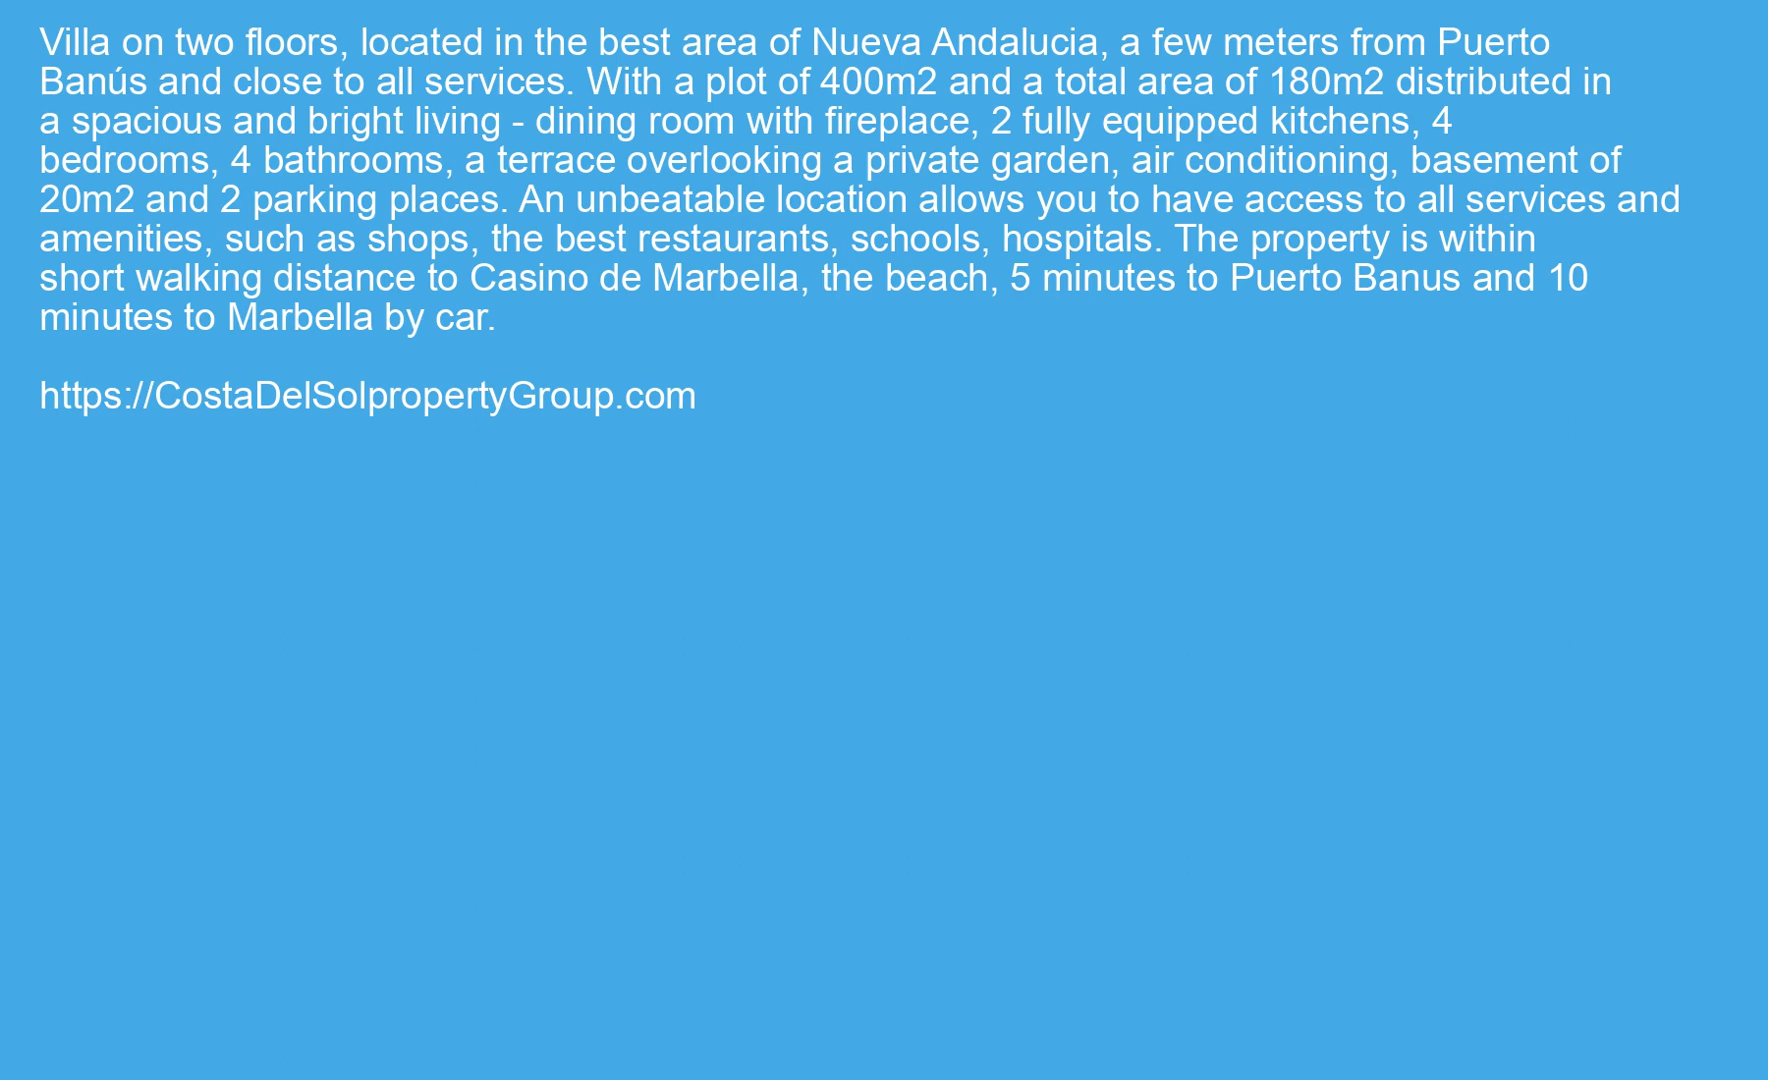 Villa on two floors, located in the best area of Nueva Andalucia, a few meters from Puerto
Banús and close to all services. With a plot of 400m2 and a total area of 180m2 distributed in
a spacious and bright living - dining room with fireplace, 2 fully equipped kitchens, 4
bedrooms, 4 bathrooms, a terrace overlooking a private garden, air conditioning, basement of
20m2 and 2 parking places. An unbeatable location allows you to have access to all services and
amenities, such as shops, the best restaurants, schools, hospitals. The property is within
short walking distance to Casino de Marbella, the beach, 5 minutes to Puerto Banus and 10
minutes to Marbella by car.
https://CostaDelSolpropertyGroup.com